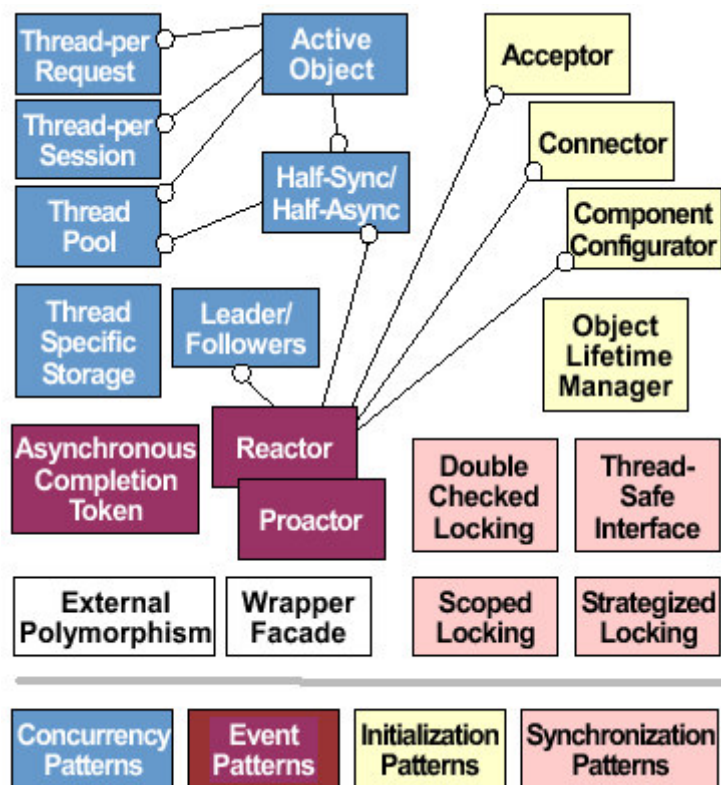 Thread-per
Request
Active
Object
Acceptor
Thread-per
Session
Connector
Half-Sync/
Half-Async
Thread
Pool
Component
Configurator
Thread
Specific
Storage
Leader/
Followers
Object
Lifetime
Manager
Asynchronous
Completion
Token
Reactor
Proactor
Double
Checked
Locking
Thread-
Safe
Interface
External
Polymorphism
Wrapper
Facade
Scoped
Locking
Strategized
Locking
Concurrency
Patterns
Event
Patterns
Initialization
Patterns
Synchronization
Patterns